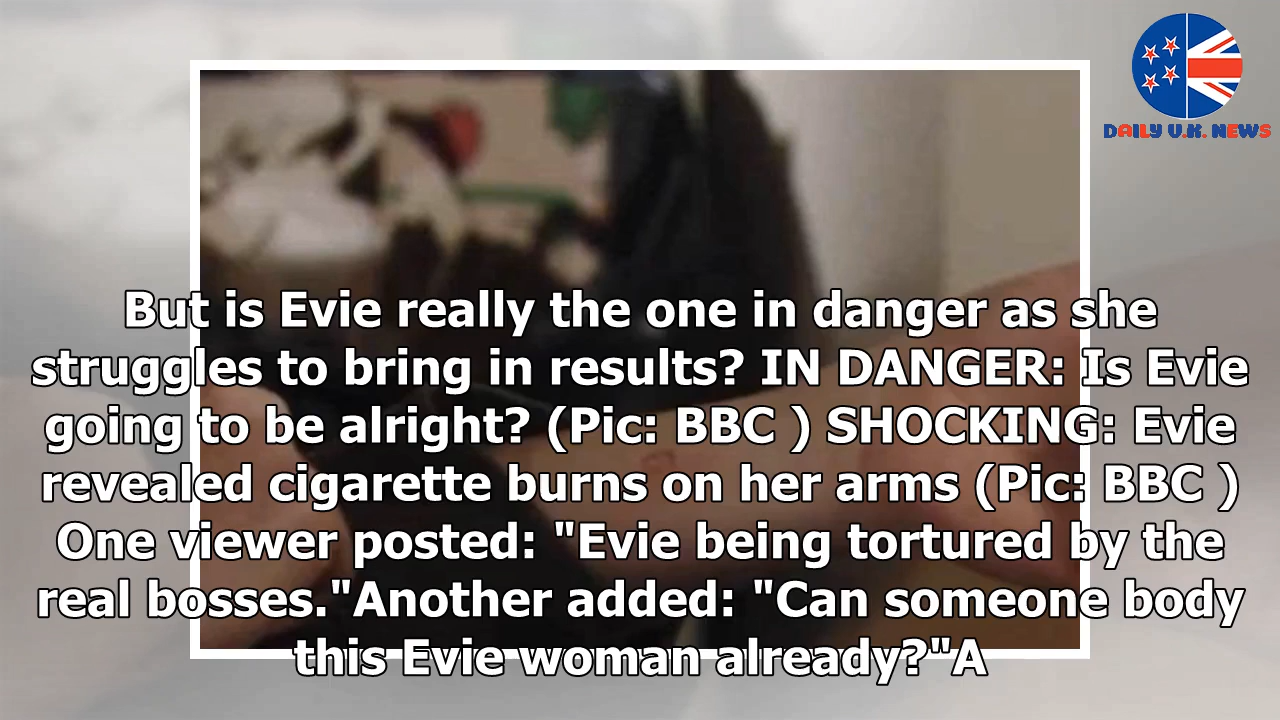 DAILY U.K. NEWS
But is Evie really the one in danger as she
struggles to bring in results? IN DANGER: Is Evie
going to be alright? (Pic: BBC ) SHOCKING: Evie
revealed cigarette burns on her arms (Pic: BBC )
One viewer posted: "Evie being tortured by the
real bosses."Another added: "Can someone body
this Evie woman already?"A